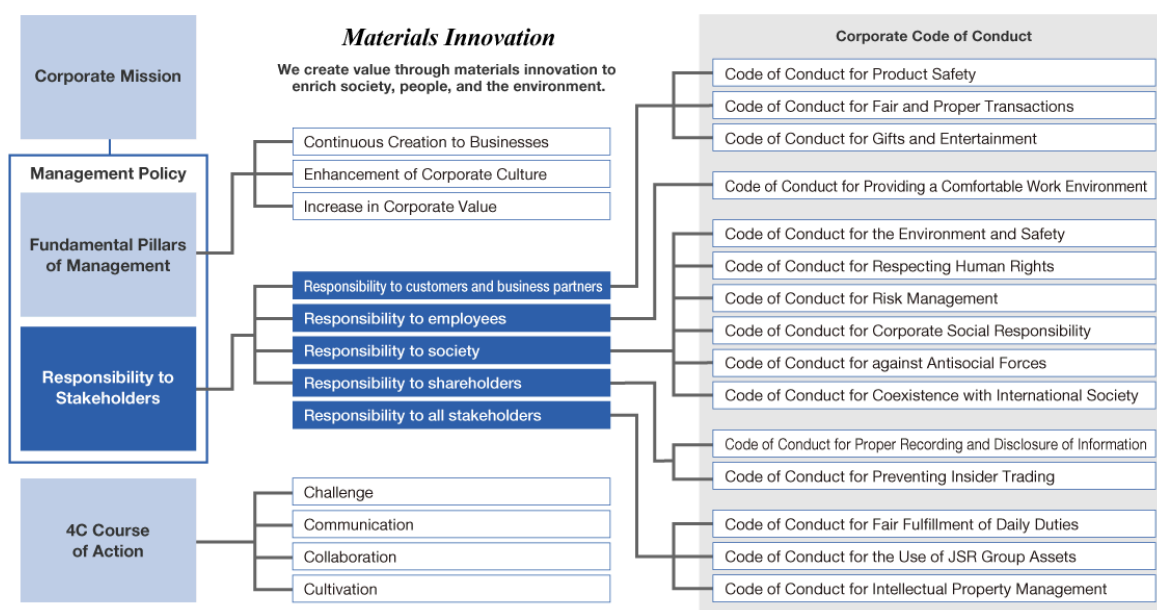 Corporate Mission
Materials Innovation
We create value through materials innovation to
enrich society, people, and the environment.
Management Policy
Fundamental Pillars
of Management
Continuous Creation to Businesses
Enhancement of Corporate Culture
Increase in Corporate Value
Responsibility to
Stakeholders
Responsibility to customers and business partners
Responsibility to employees
Responsibility to society
Responsibility to shareholders
Responsibility to all stakeholders
4C Course
of Action
Challenge
Communication
Collaboration
Cultivation
Corporate Code of Conduct
Code of Conduct for Product Safety
Code of Conduct for Fair and Proper Transactions
Code of Conduct for Gifts and Entertainment
Code of Conduct for Providing a Comfortable Work Environment
Code of Conduct for the Environment and Safety
Code of Conduct for Respecting Human Rights
Code of Conduct for Risk Management
Code of Conduct for Corporate Social Responsibility
Code of Conduct for against Antisocial Forces
Code of Conduct for Coexistence with International Society
Code of Conduct for Proper Recording and Disclosure of Information
Code of Conduct for Preventing Insider Trading
Code of Conduct for Fair Fulfillment of Daily Duties
Code of Conduct for the Use of JSR Group Assets
Code of Conduct for Intellectual Property Management